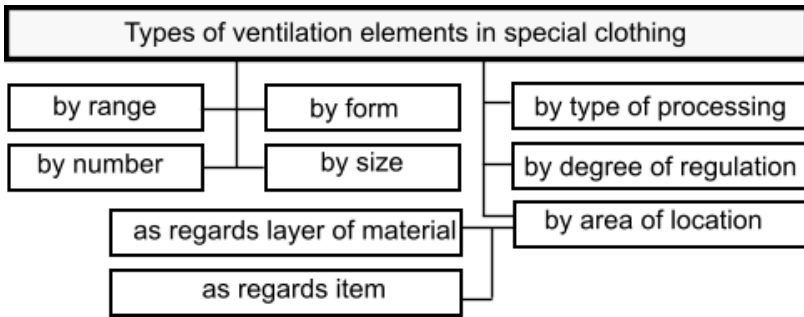 Types of ventilation elements in special clothing
by range
by form
by type of processing
by number
by size
by degree of regulation
as regards layer of material
by area of location
as regards item